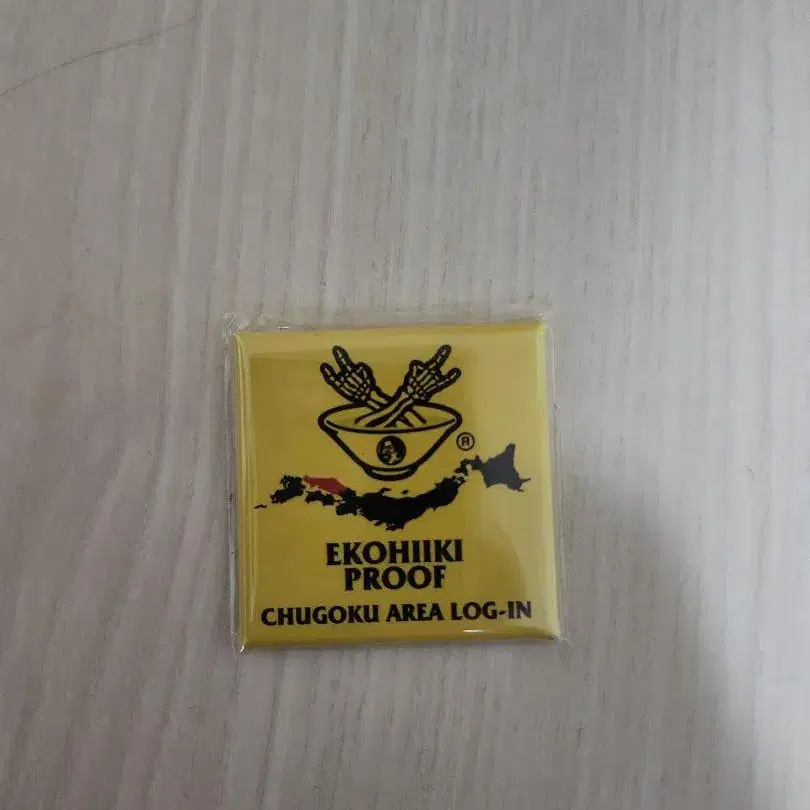 ®
EKOHIIKI
PROOF
CHUGOKU AREA LOG-IN